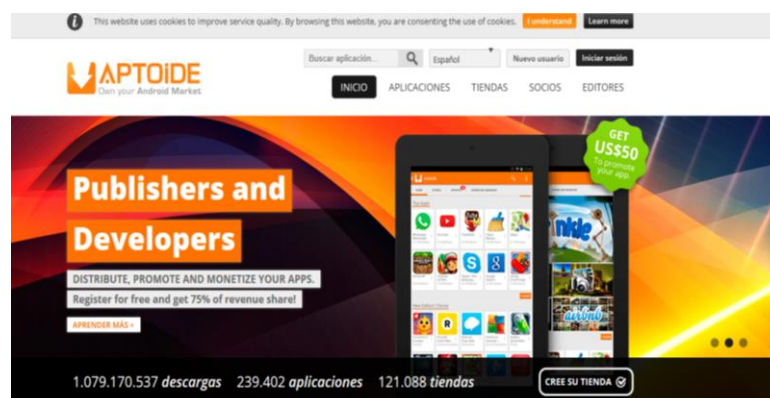 This website uses cookies to improve service quality. By browsing this website, you are consenting the use of cookies. I understand Learn more
Buscar aplicación... Español Nuevo usuario Iniciar sesión
APTOiDE
Own your Android Market
INICIO APLICACIONES TIENDAS SOCIOS EDITORES
GET
US$50
To promote
your app.
Publishers and
Developers
DISTRIBUTE, PROMOTE AND MONETIZE YOUR APPS.
Register for free and get 75% of revenue share!
APRENDER MÁS
nkie
airbnb
1.079.170.537 descargas 239.402 aplicaciones 121.088 tiendas CREE SU TIENDA